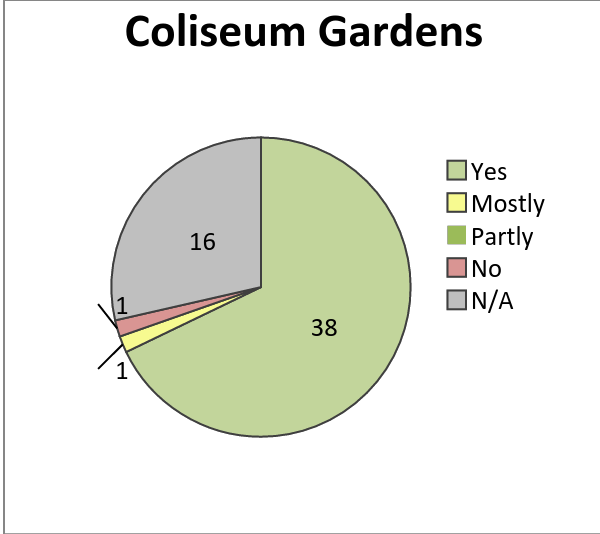 Coliseum Gardens
Yes
Mostly
Partly
No
N/A
16
1
38
1